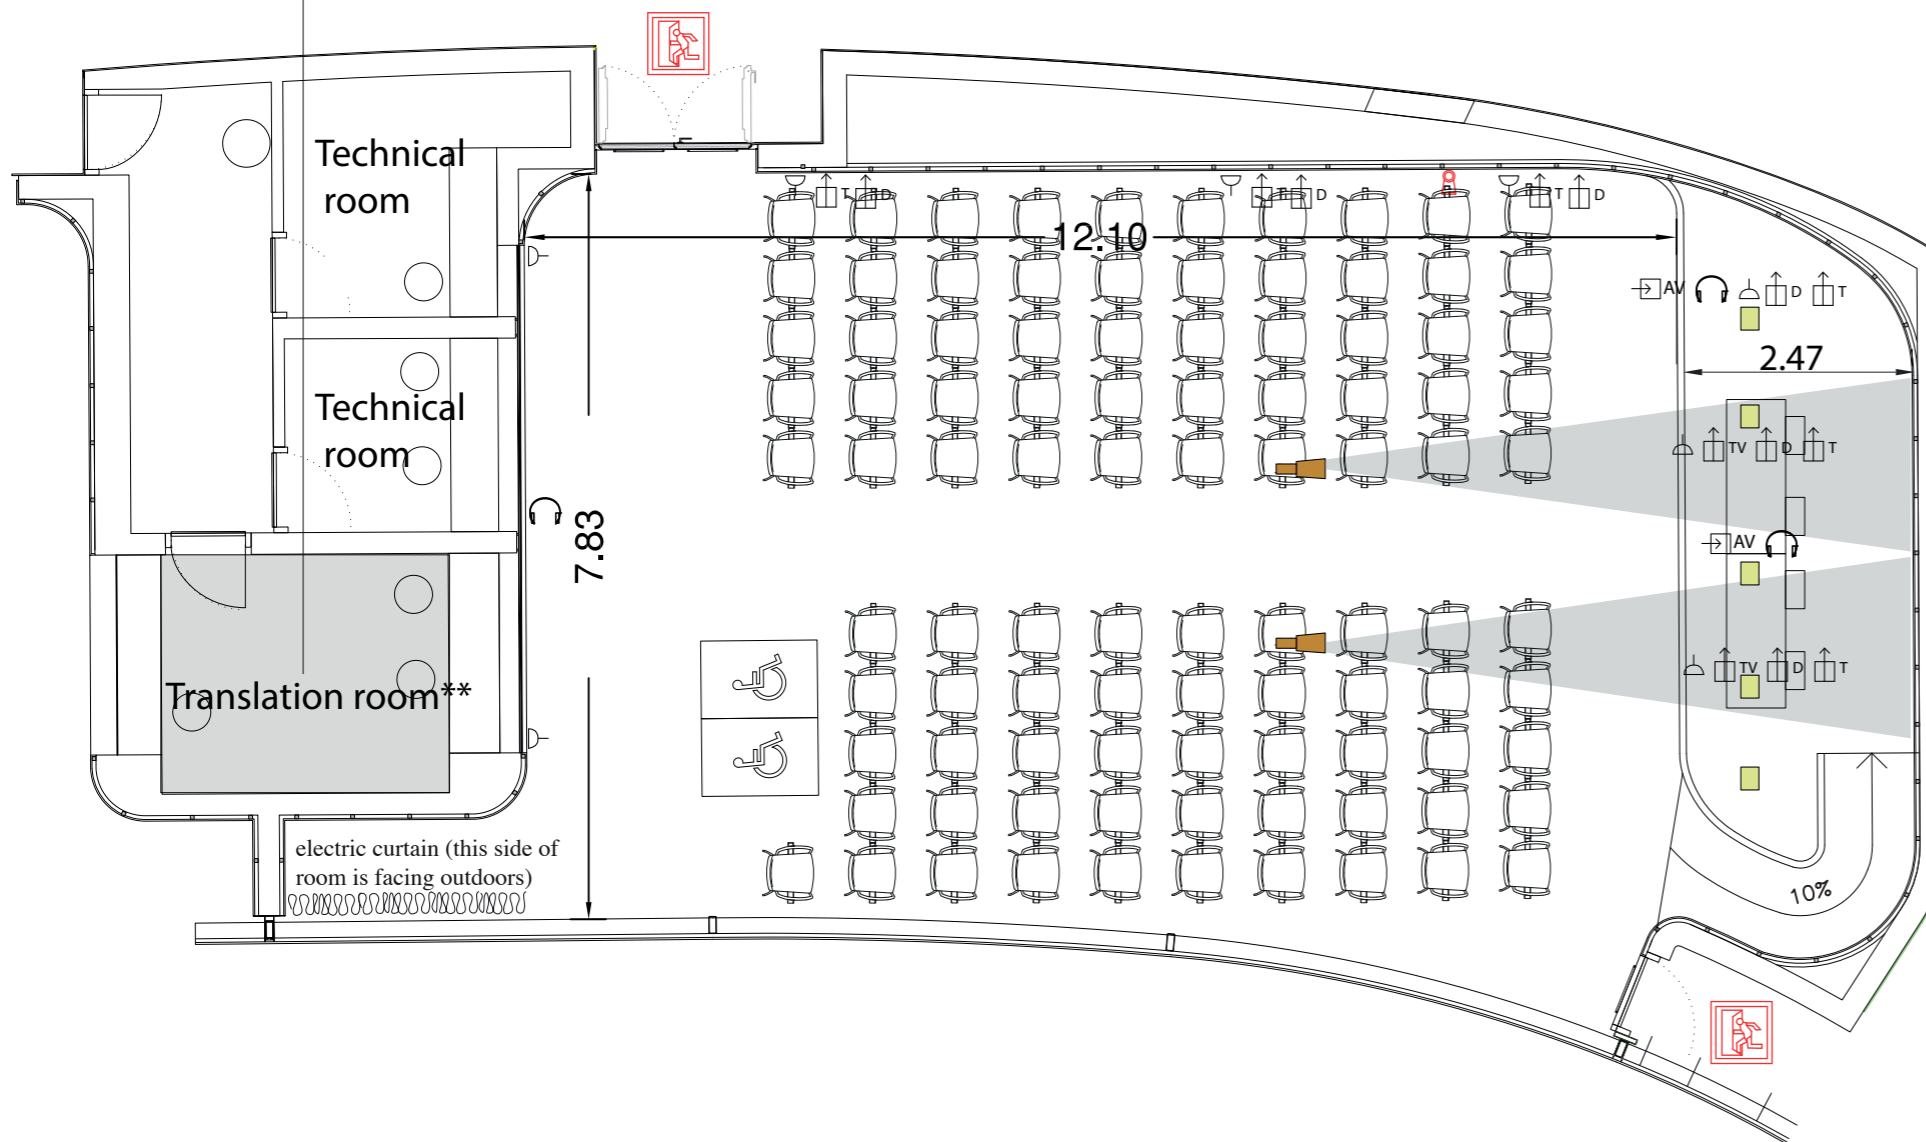 Technical
room
T
D
T
D
T
D
12.10
AV
D
T
2.47
Technical
room
TV
D
T
7.83
AV
Translation room**
TV
D
T
electric curtain (this side of
room is facing outdoors)
10%